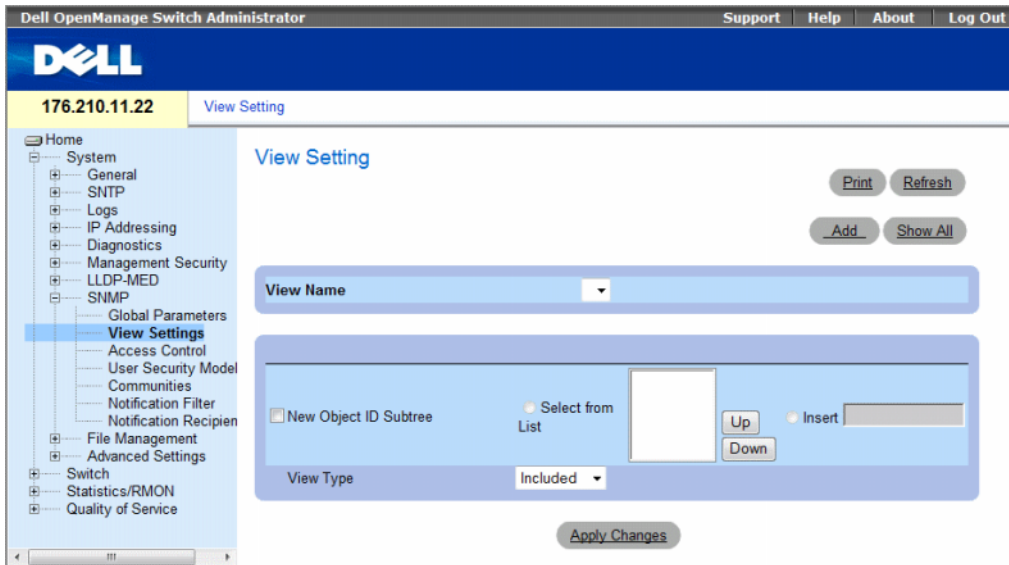 Dell OpenManage Switch Administrator
Support Help About Log Out
DELL
176.210.11.22
View Setting
Home
System
General
SNTP
Logs
IP Addressing
Diagnostics
Management Security
LLDP-MED
SNMP
Global Parameters
View Settings
Access Control
User Security Model
Communities
Notification Filter
Notification Recipien
File Management
Advanced Settings
Switch
Statistics/RMON
Quality of Service
View Setting
Print Refresh
Add Show All
View Name
New Object ID Subtree
Select from
List
Up
Down
Insert
View Type
Included
Apply Changes